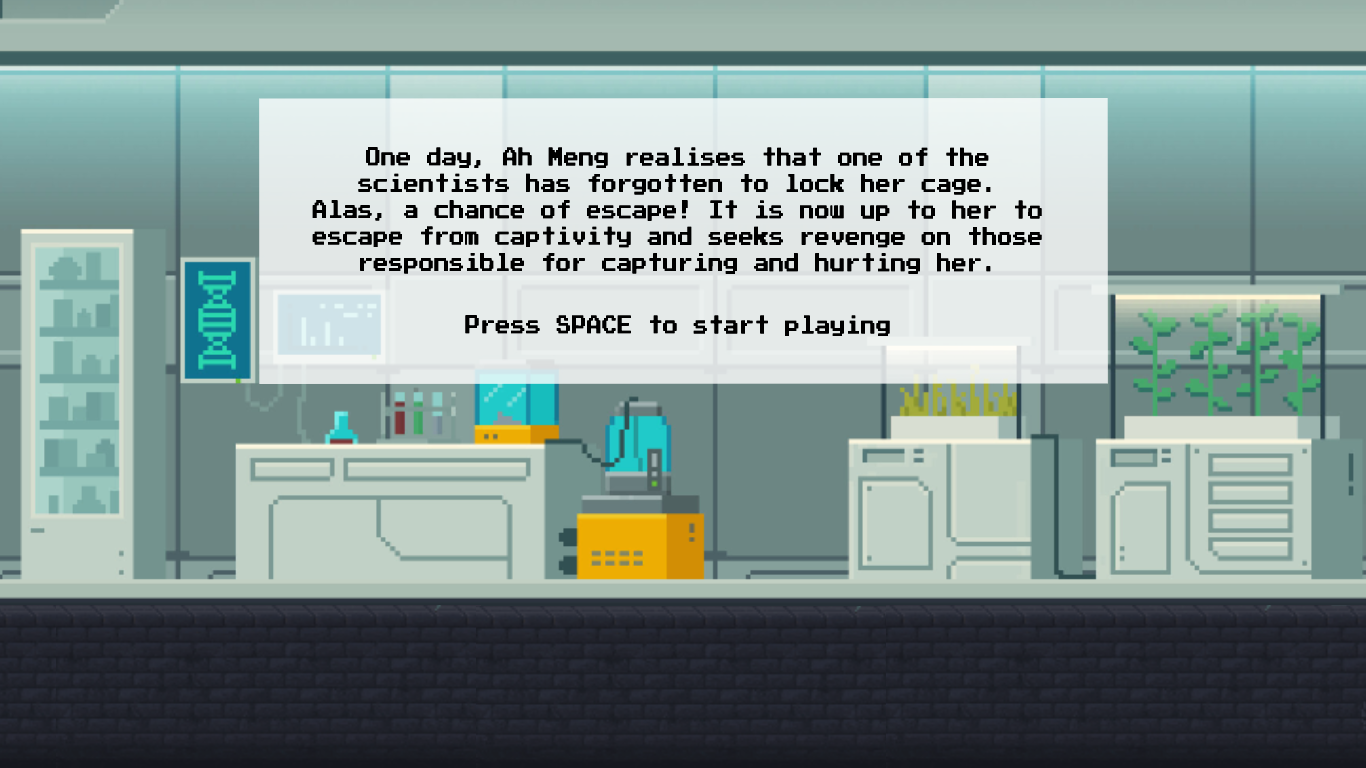 One day, Ah Meng realises that one of the
scientists has forgotten to lock her cage.
Alas, a chance of escape! It is now up to her to
escape from captivity and seeks revenge on those
responsible for capturing and hurting her.
Press SPACE to start playing